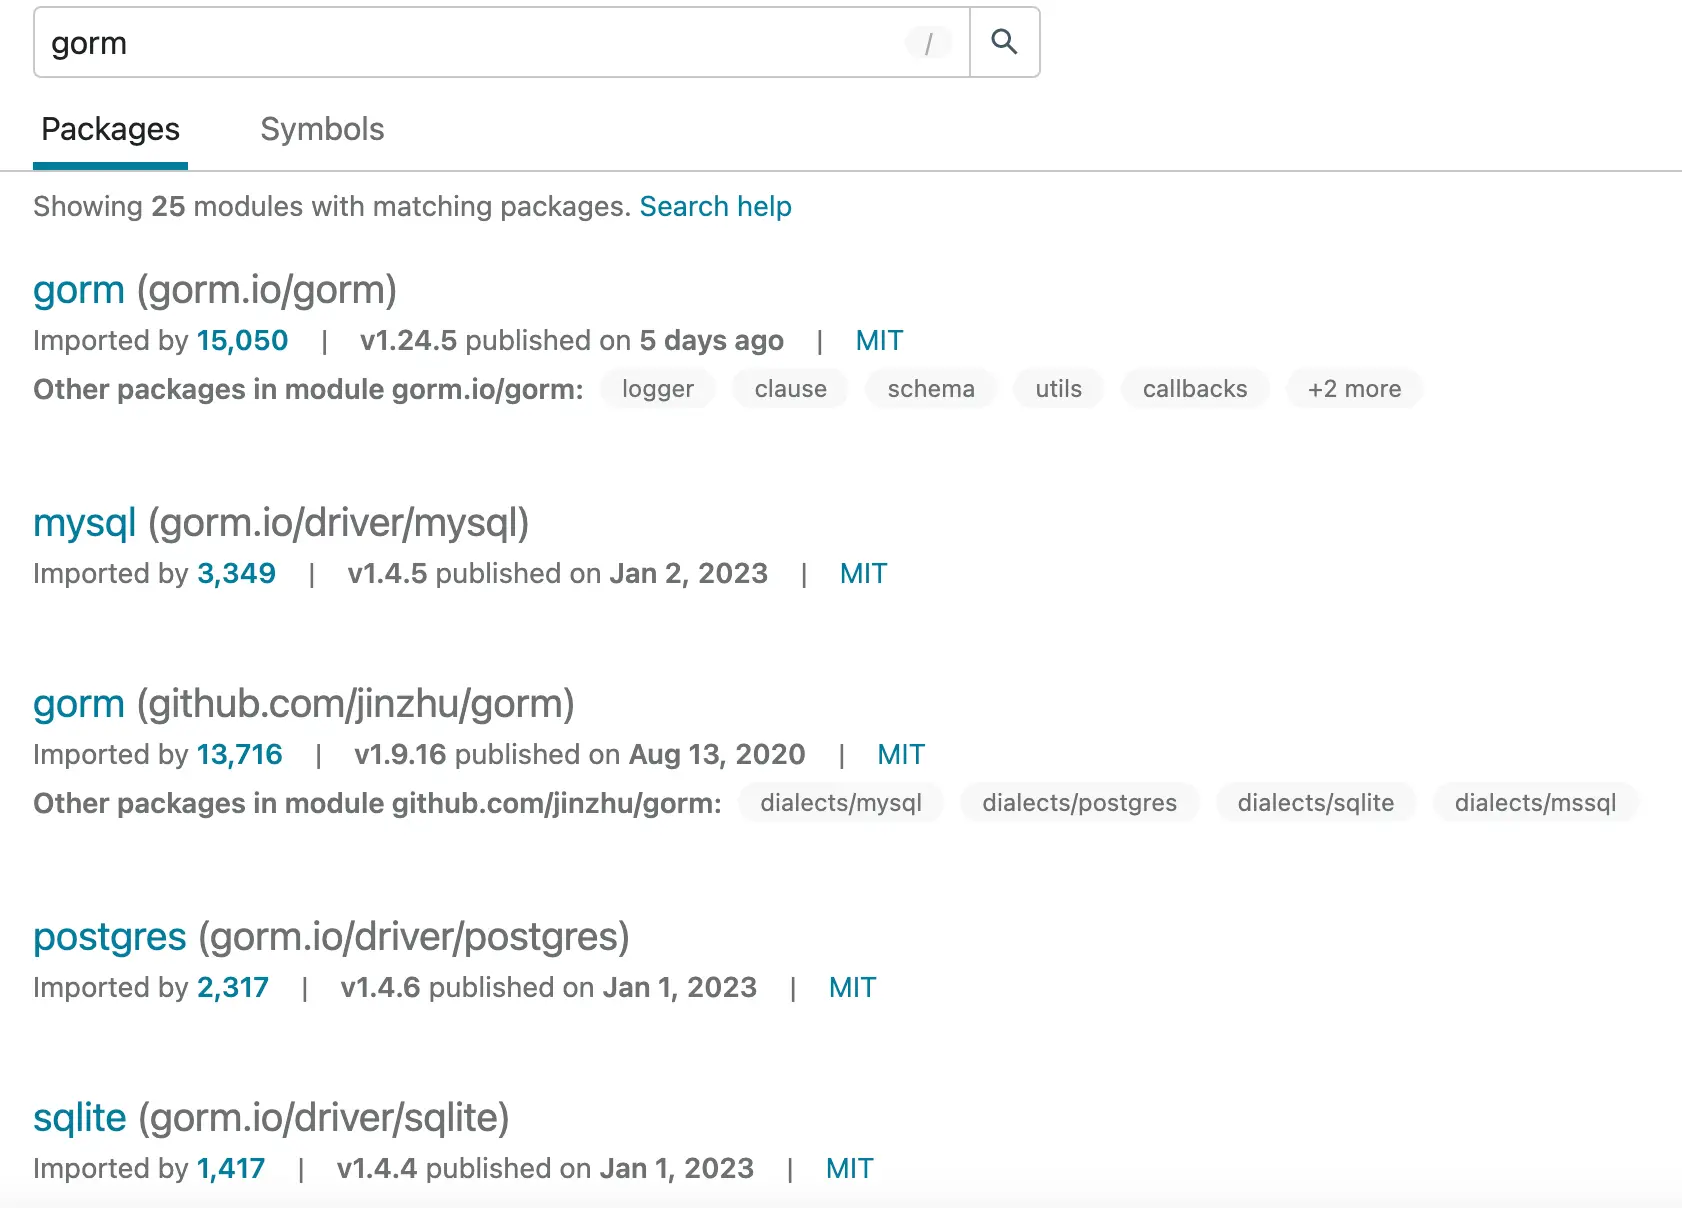 gorm /
Packages Symbols
Showing 25 modules with matching packages. Search help
gorm (gorm.io/gorm)
Imported by 15,050 | v1.24.5 published on 5 days ago | MIT
Other packages in module gorm.io/gorm: logger clause schema utils callbacks +2 more
mysql (gorm.io/driver/mysql)
Imported by 3,349 | v1.4.5 published on Jan 2, 2023 | MIT
gorm (github.com/jinzhu/gorm)
Imported by 13,716 | v1.9.16 published on Aug 13, 2020 | MIT
Other packages in module github.com/jinzhu/gorm: dialects/mysql dialects/postgres dialects/sqlite dialects/mssql
postgres (gorm.io/driver/postgres)
Imported by 2,317 | v1.4.6 published on Jan 1, 2023 | MIT
sqlite (gorm.io/driver/sqlite)
Imported by 1,417 | v1.4.4 published on Jan 1, 2023 | MIT